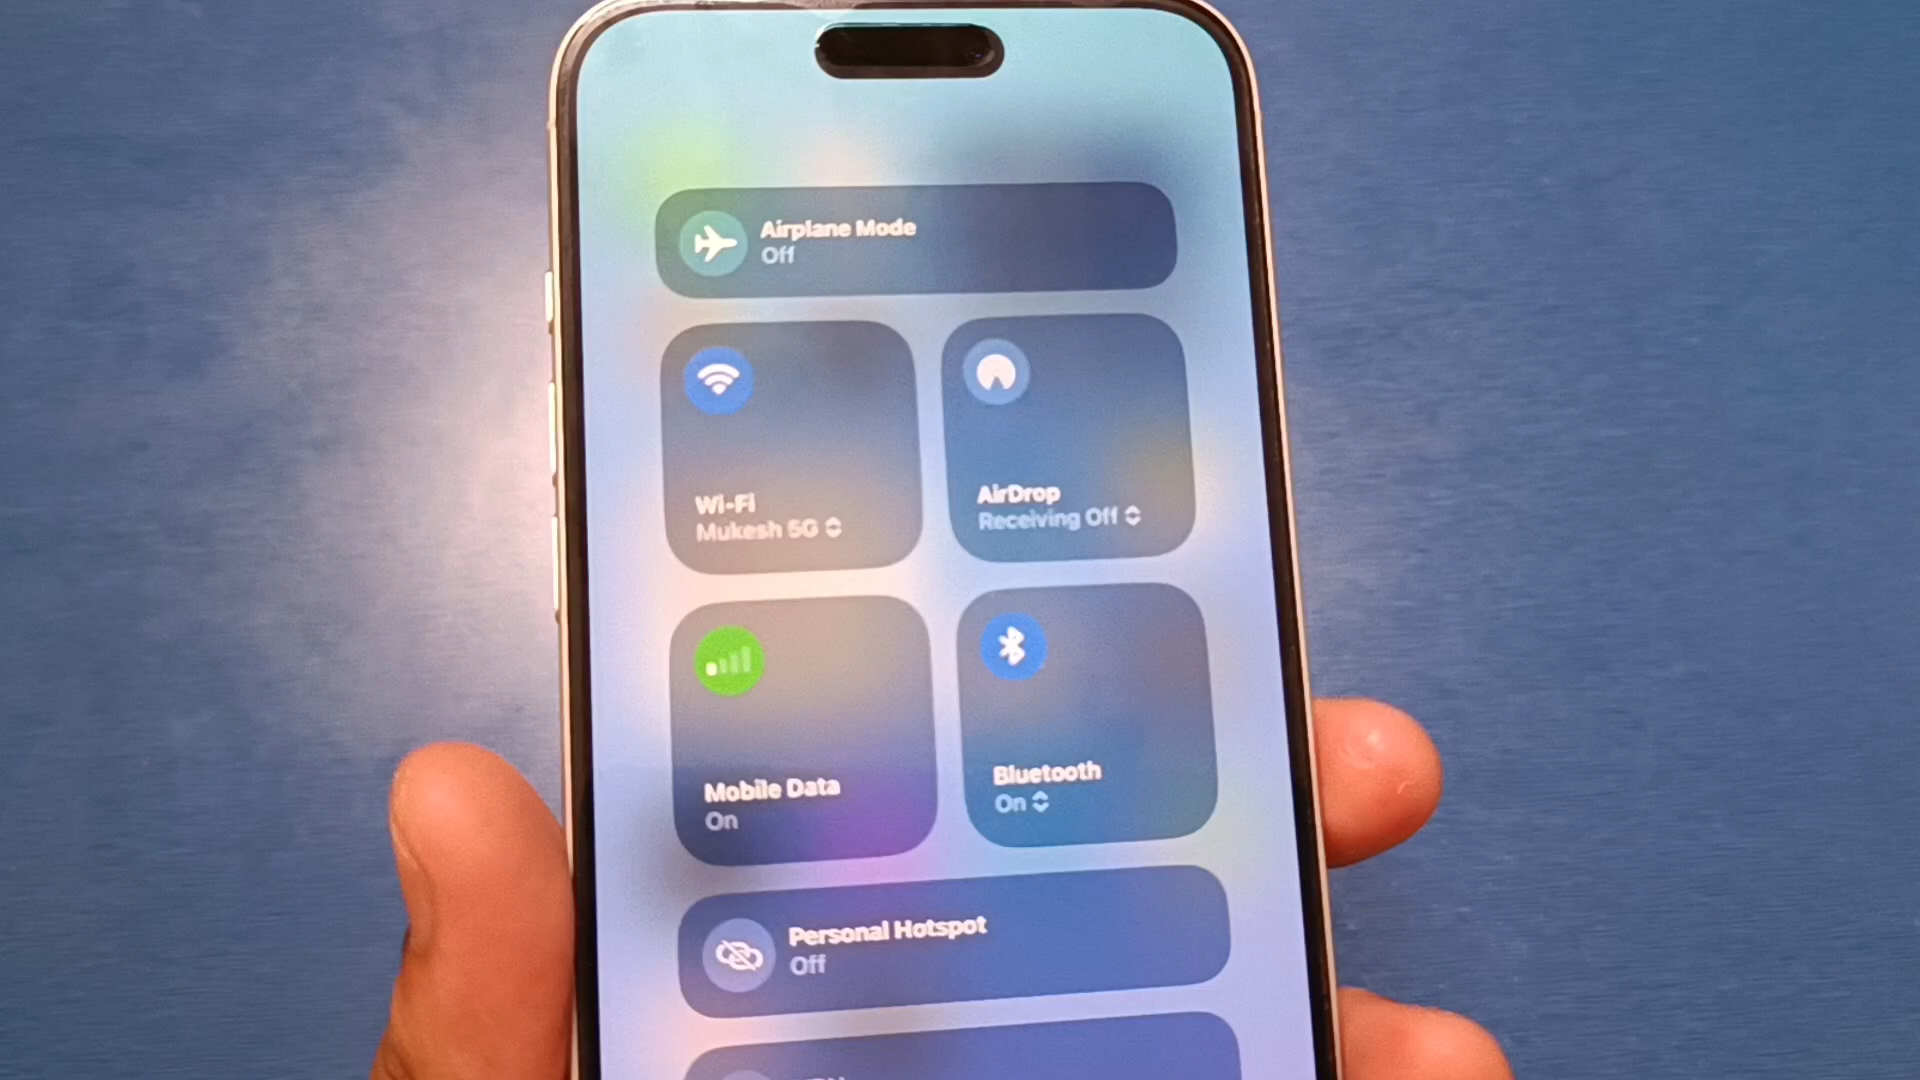 Airplane Mode
Off
Wi-Fi
Mukesh 5G
AirDrop
Receiving Off
Mobile Data
On
Bluetooth
On
Personal Hotspot
Off